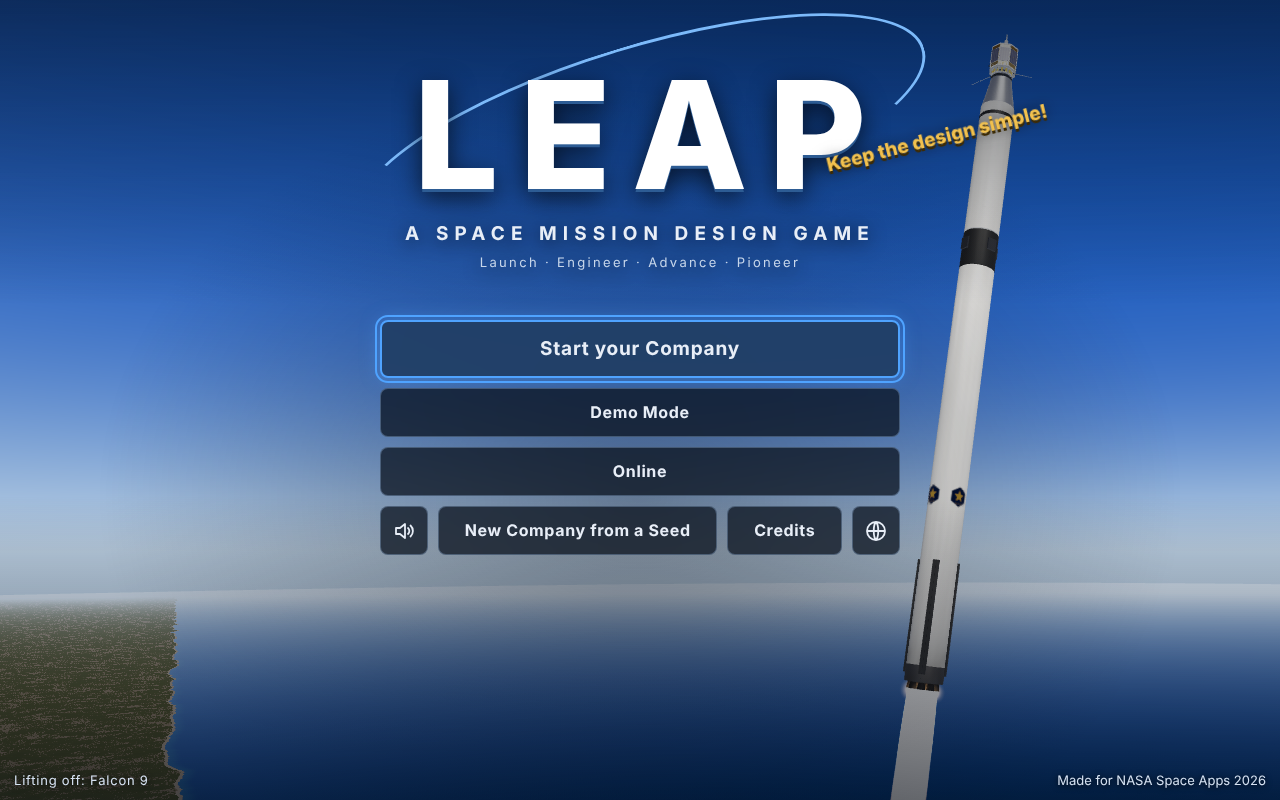 LEAP
Keep the design simple!
A SPACE MISSION DESIGN GAME
Launch · Engineer · Advance · Pioneer
Start your Company
Demo Mode
Online
New Company from a Seed
Credits
Lifting off: Falcon 9
Made for NASA Space Apps 2026